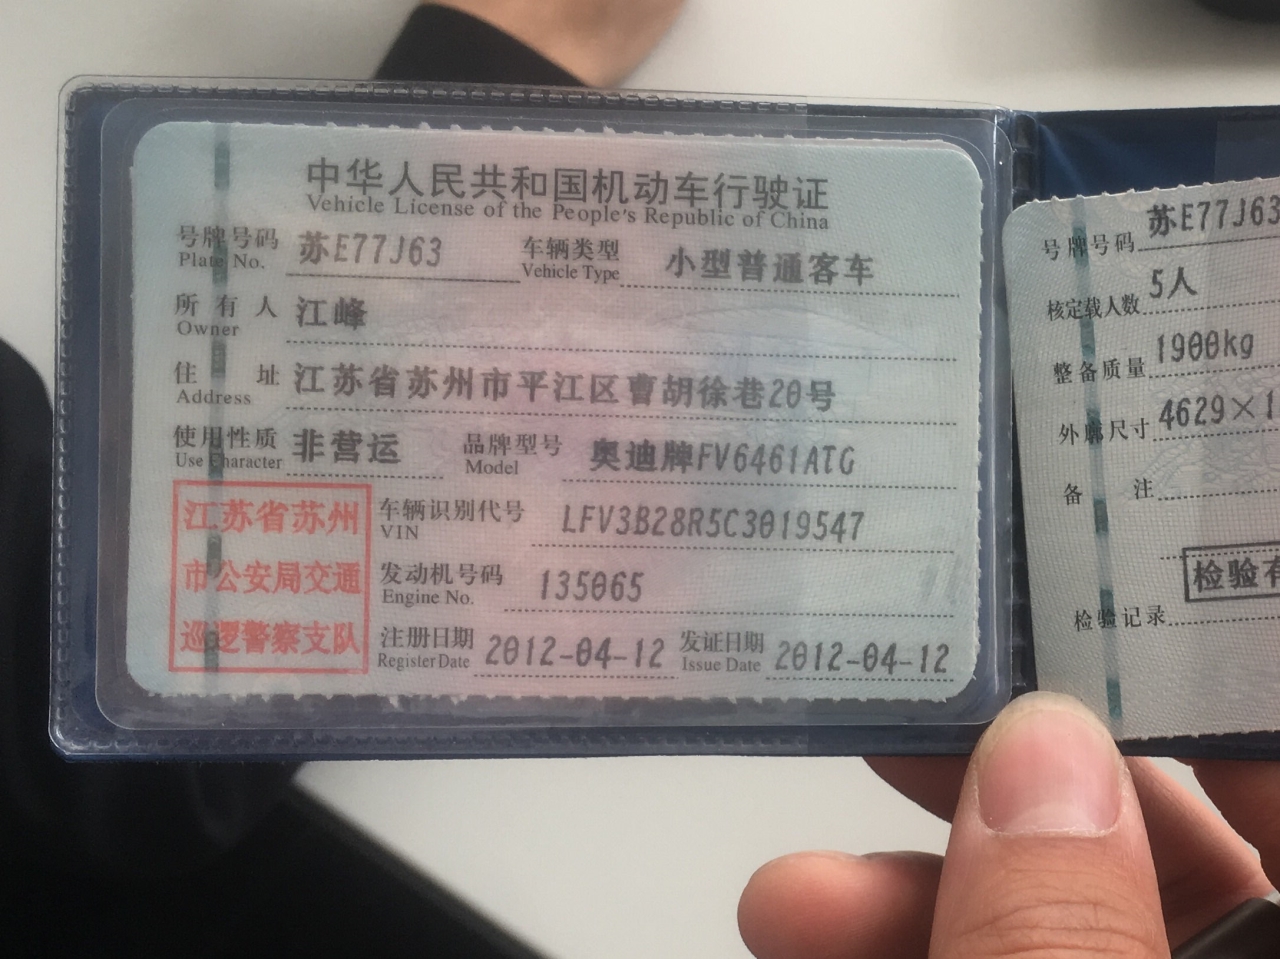 中华人民共和国机动车行驶证
Vehicle License of the People's Republic of China
号牌号码 苏E77J63 车辆类型 小型普通客车
Plate No. Vehicle Type
所有人 江峰
Owner
住址 江苏省苏州市平江区曹胡徐巷20号
Address
使用性质 非营运 品牌型号 奥迪牌FV6461ATG
Use Character Model
江苏省苏州
市公安局交通
巡逻警察支队
车辆识别代号 LFV3B28R5C3019547
VIN
发动机号码 135065
Engine No.
注册日期 2012-04-12 发证日期 2012-04-12
Register Date Issue Date
号牌号码 苏E77J63
核定载人数 5人
整备质量 1900kg
外廓尺寸 4629×1
备注
检验有
检验记录